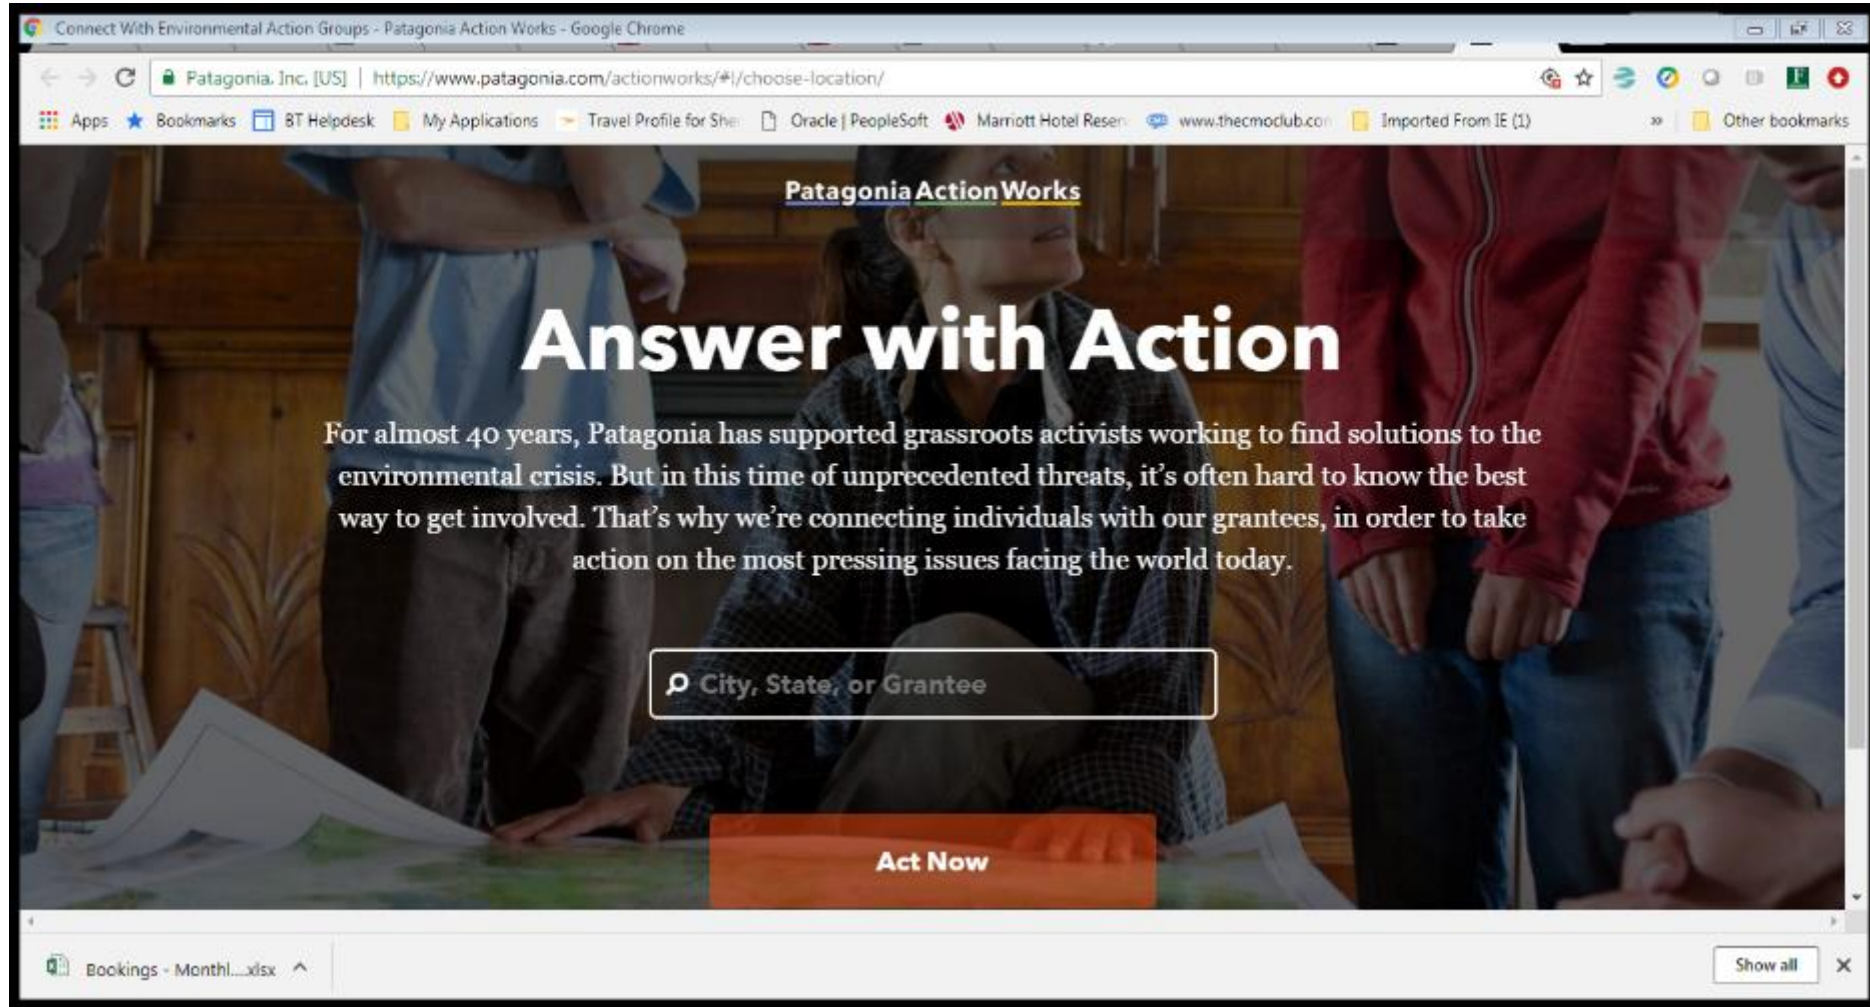 Connect With Environmental Action Groups - Patagonia Action Works - Google Chrome
Patagonia, Inc. [US] | https://www.patagonia.com/actionworks/#!/choose-location/
Apps Bookmarks BT Helpdesk My Applications Travel Profile for She Oracle | PeopleSoft Marriott Hotel Reser www.thecmoclub.co Imported From IE (1) » Other bookmarks
Patagonia Action Works
Answer with Action
For almost 40 years, Patagonia has supported grassroots activists working to find solutions to the
environmental crisis. But in this time of unprecedented threats, it's often hard to know the best
way to get involved. That's why we're connecting individuals with our grantees, in order to take
action on the most pressing issues facing the world today.
City, State, or Grantee
Act Now
Bookings - Monthl....xlsx
Show all